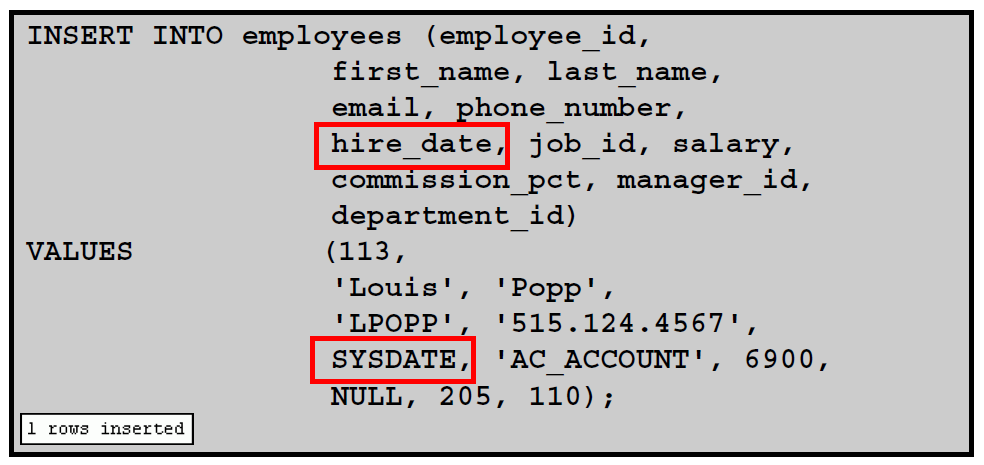 INSERT INTO employees (employee_id,
first_name, last_name,
email, phone_number,
hire_date, job_id, salary,
commission_pct, manager_id,
department_id)
VALUES (113,
'Louis', 'Popp',
'LPOPP', '515.124.4567',
SYSDATE, 'AC_ACCOUNT', 6900,
NULL, 205, 110);
1 rows inserted